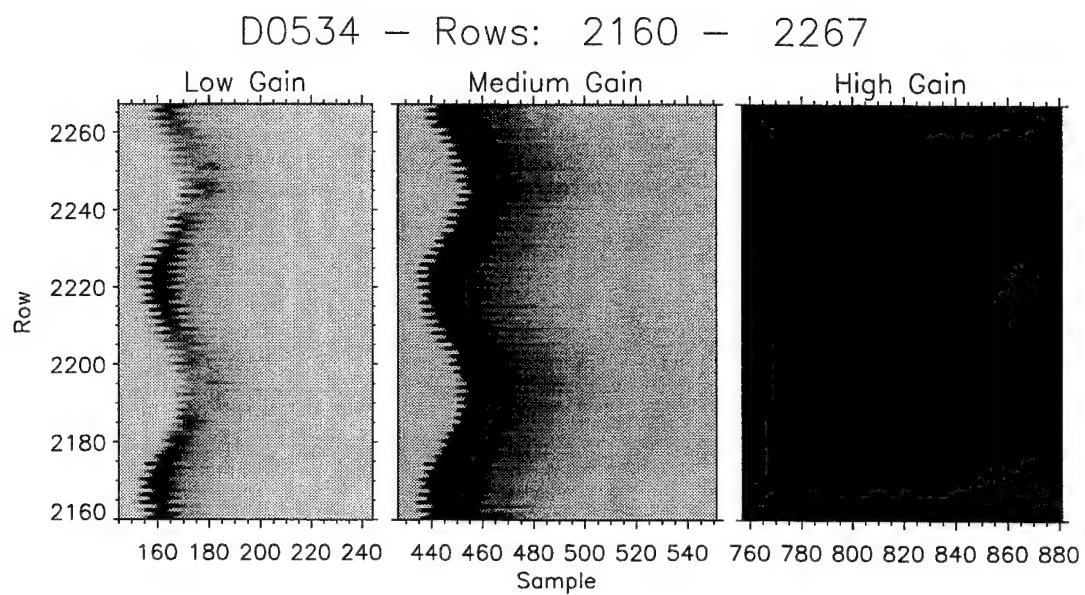 D0534 – Rows: 2160 – 2267
Low Gain
Medium Gain
High Gain
2260
2240
2220
2200
2180
2160
Row
160 180 200 220 240
440 460 480 500 520 540
760 780 800 820 840 860 880
Sample